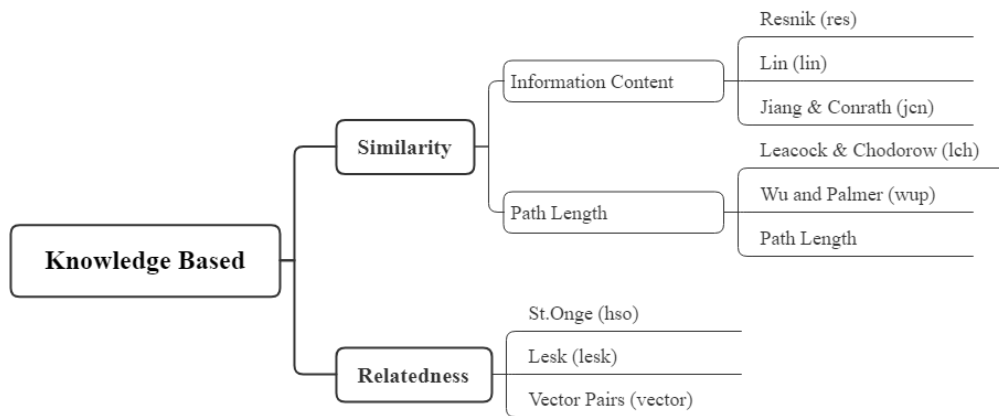 Knowledge Based
Similarity
Information Content
Resnik (res)
Lin (lin)
Jiang & Conrath (jcn)
Path Length
Leacock & Chodorow (lch)
Wu and Palmer (wup)
Path Length
Relatedness
St.Onge (hso)
Lesk (lesk)
Vector Pairs (vector)